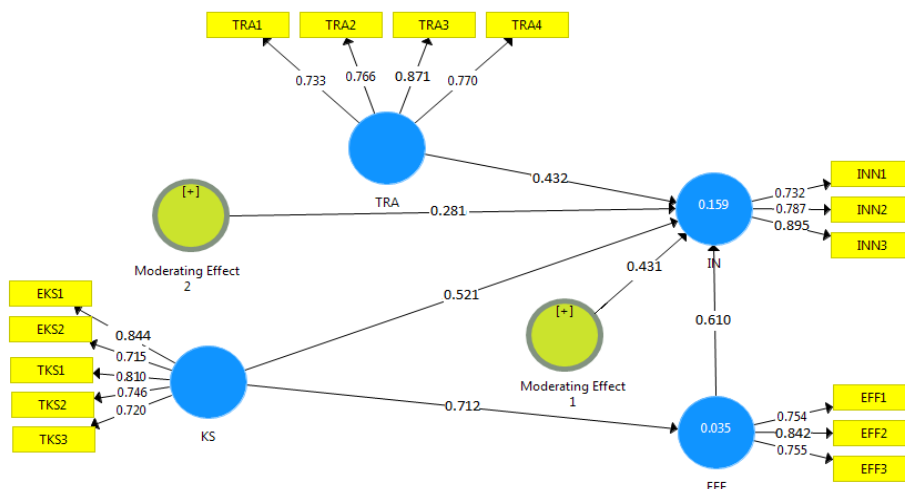 TRA1
TRA2
TRA3
TRA4
0.733
0.766
0.871
0.770
TRA
0.432
[+]
Moderating Effect
2
0.281
0.159
IN
0.732
0.787
0.895
INN1
INN2
INN3
EKS1
EKS2
TKS1
TKS2
TKS3
0.844
0.715
0.810
0.746
0.720
KS
0.521
0.431
[+]
Moderating Effect
1
0.610
0.712
0.035
EFF
0.754
0.842
0.755
EFF1
EFF2
EFF3